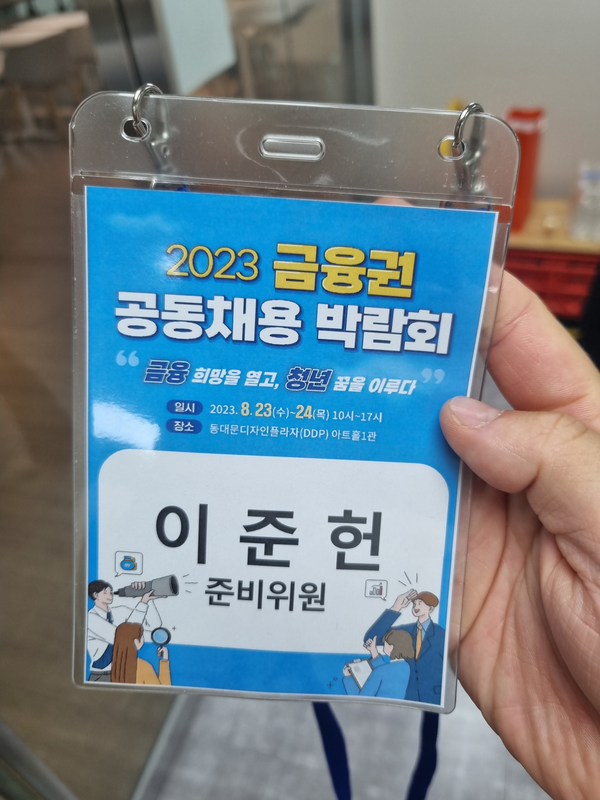 2023 금융권
공동채용 박람회
“금융 희망을 열고, 청년 꿈을 이루다”
일시 2023. 8. 23(수)~24(목) 10시~17시
장소 동대문디자인플라자(DDP) 아트홀1관
이 준 헌
준비위원